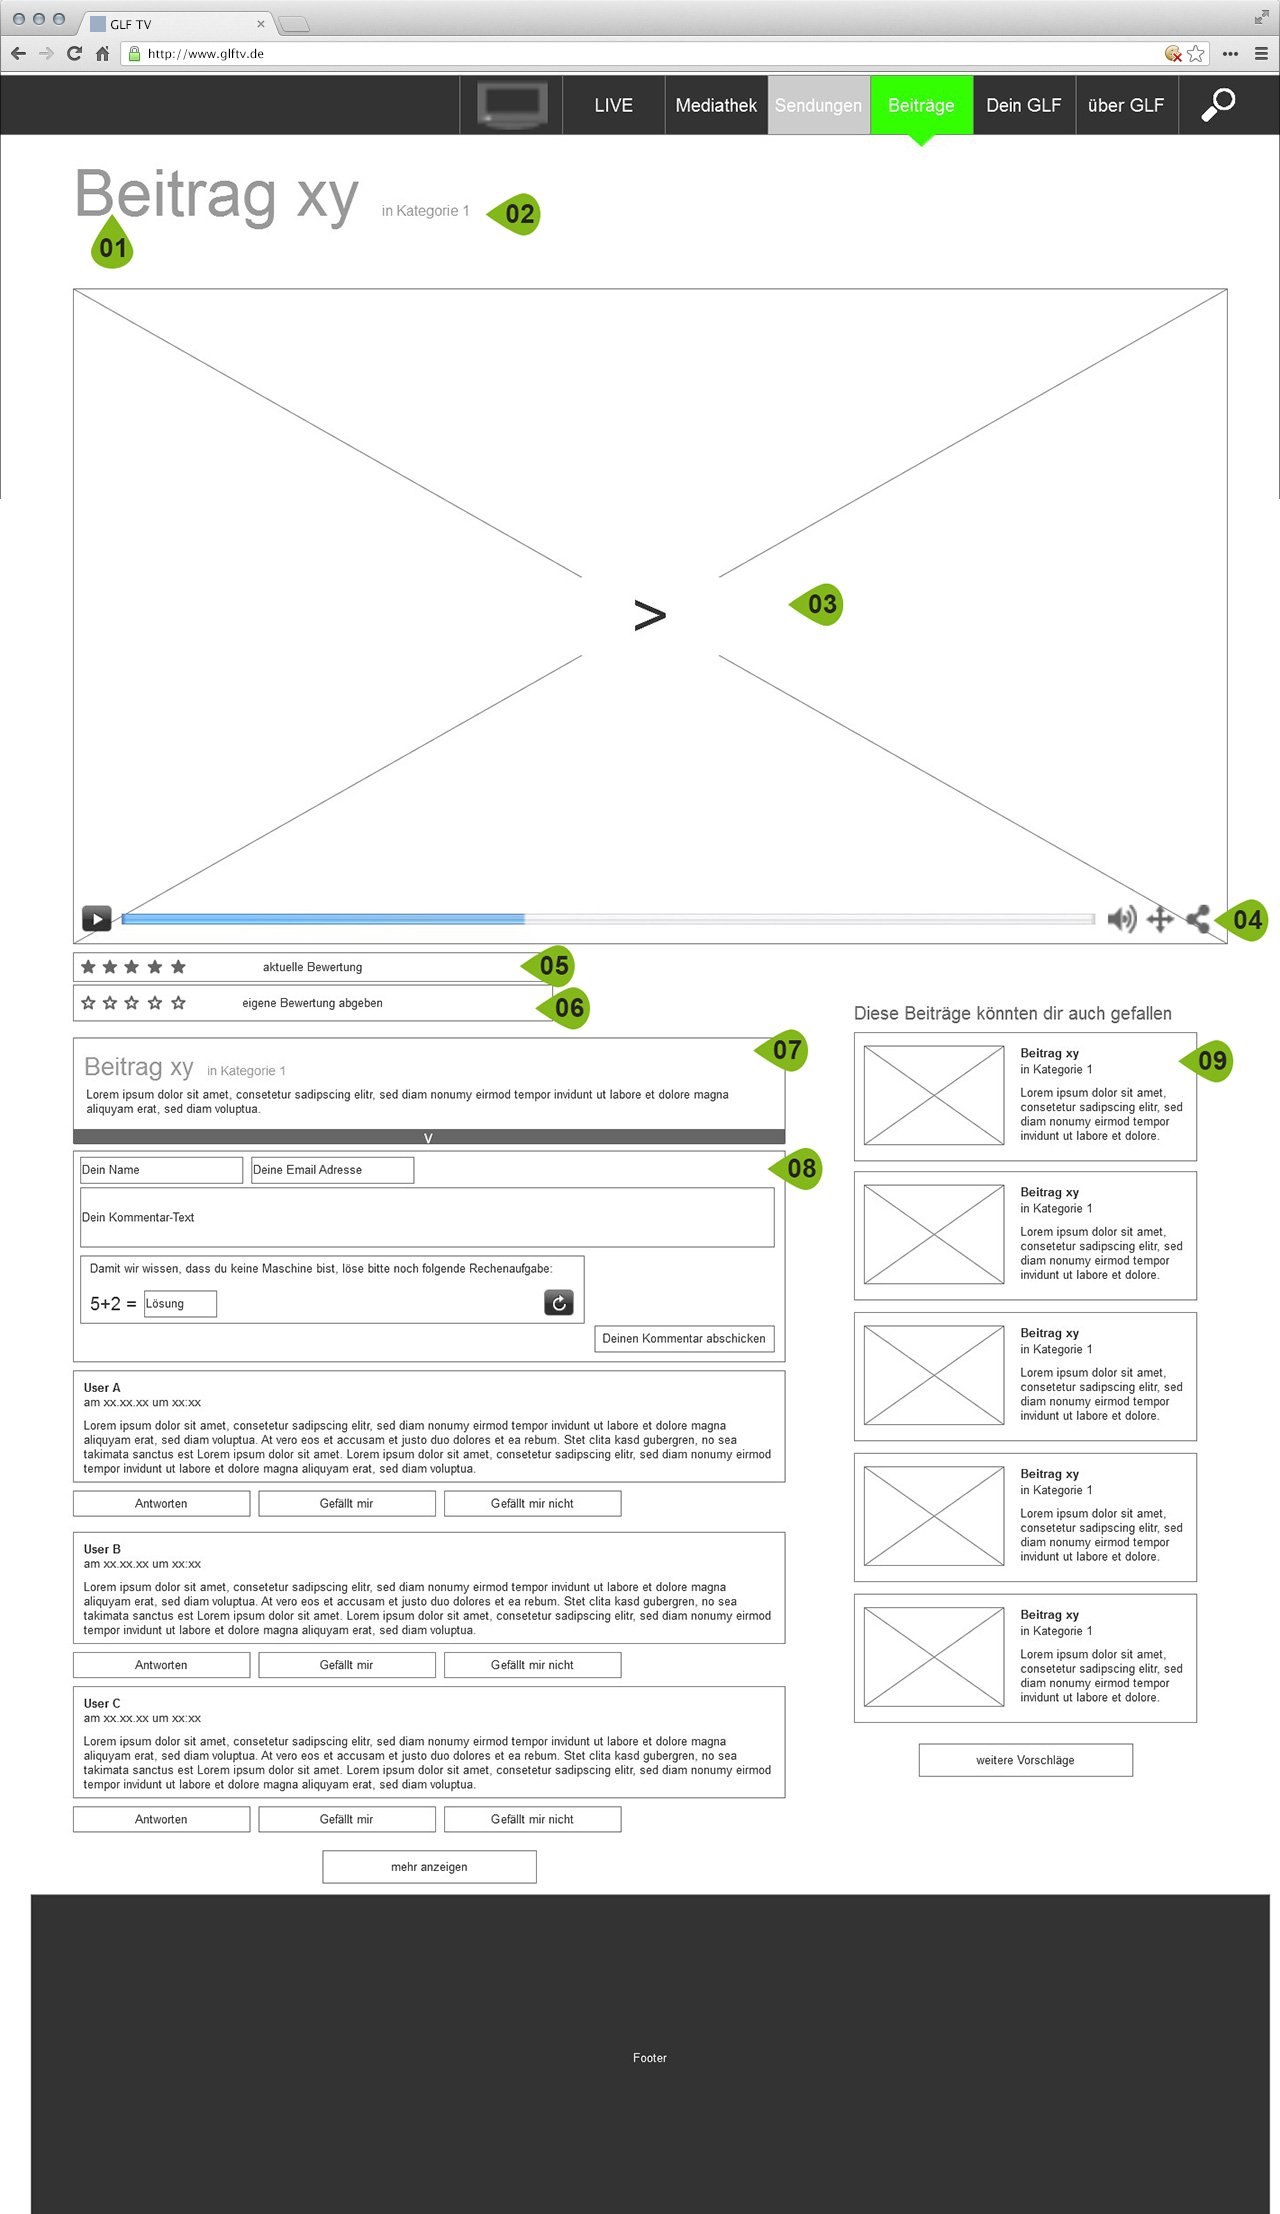 GLF TV
http://www.glftv.de
LIVE Mediathek Sendungen Beiträge Dein GLF über GLF
Beitrag xy in Kategorie 1 02
01
> 03
04
aktuelle Bewertung 05
eigene Bewertung abgeben 06
07
Beitrag xy in Kategorie 1
Lorem ipsum dolor sit amet, consetetur sadipscing elitr, sed diam nonumy eirmod tempor invidunt ut labore et dolore magna
aliquyam erat, sed diam voluptua.
V
Dein Name Deine Email Adresse 08
Dein Kommentar-Text
Damit wir wissen, dass du keine Maschine bist, löse bitte noch folgende Rechenaufgabe:
5+2 = Lösung
Deinen Kommentar abschicken
User A
am xx.xx.xx um xx:xx
Lorem ipsum dolor sit amet, consetetur sadipscing elitr, sed diam nonumy eirmod tempor invidunt ut labore et dolore magna
aliquyam erat, sed diam voluptua. At vero eos et accusam et justo duo dolores et ea rebum. Stet clita kasd gubergren, no sea
takimata sanctus est Lorem ipsum dolor sit amet. Lorem ipsum dolor sit amet, consetetur sadipscing elitr, sed diam nonumy eirmod
tempor invidunt ut labore et dolore magna aliquyam erat, sed diam voluptua.
Antworten Gefällt mir Gefällt mir nicht
User B
am xx.xx.xx um xx:xx
Lorem ipsum dolor sit amet, consetetur sadipscing elitr, sed diam nonumy eirmod tempor invidunt ut labore et dolore magna
aliquyam erat, sed diam voluptua. At vero eos et accusam et justo duo dolores et ea rebum. Stet clita kasd gubergren, no sea
takimata sanctus est Lorem ipsum dolor sit amet. Lorem ipsum dolor sit amet, consetetur sadipscing elitr, sed diam nonumy eirmod
tempor invidunt ut labore et dolore magna aliquyam erat, sed diam voluptua.
Antworten Gefällt mir Gefällt mir nicht
User C
am xx.xx.xx um xx:xx
Lorem ipsum dolor sit amet, consetetur sadipscing elitr, sed diam nonumy eirmod tempor invidunt ut labore et dolore magna
aliquyam erat, sed diam voluptua. At vero eos et accusam et justo duo dolores et ea rebum. Stet clita kasd gubergren, no sea
takimata sanctus est Lorem ipsum dolor sit amet. Lorem ipsum dolor sit amet, consetetur sadipscing elitr, sed diam nonumy eirmod
tempor invidunt ut labore et dolore magna aliquyam erat, sed diam voluptua.
Antworten Gefällt mir Gefällt mir nicht
mehr anzeigen
Diese Beiträge könnten dir auch gefallen
Beitrag xy 09
in Kategorie 1
Lorem ipsum dolor sit amet,
consetetur sadipscing elitr, sed
diam nonumy eirmod tempor
invidunt ut labore et dolore.
Beitrag xy
in Kategorie 1
Lorem ipsum dolor sit amet,
consetetur sadipscing elitr, sed
diam nonumy eirmod tempor
invidunt ut labore et dolore.
Beitrag xy
in Kategorie 1
Lorem ipsum dolor sit amet,
consetetur sadipscing elitr, sed
diam nonumy eirmod tempor
invidunt ut labore et dolore.
Beitrag xy
in Kategorie 1
Lorem ipsum dolor sit amet,
consetetur sadipscing elitr, sed
diam nonumy eirmod tempor
invidunt ut labore et dolore.
Beitrag xy
in Kategorie 1
Lorem ipsum dolor sit amet,
consetetur sadipscing elitr, sed
diam nonumy eirmod tempor
invidunt ut labore et dolore.
weitere Vorschläge
Footer